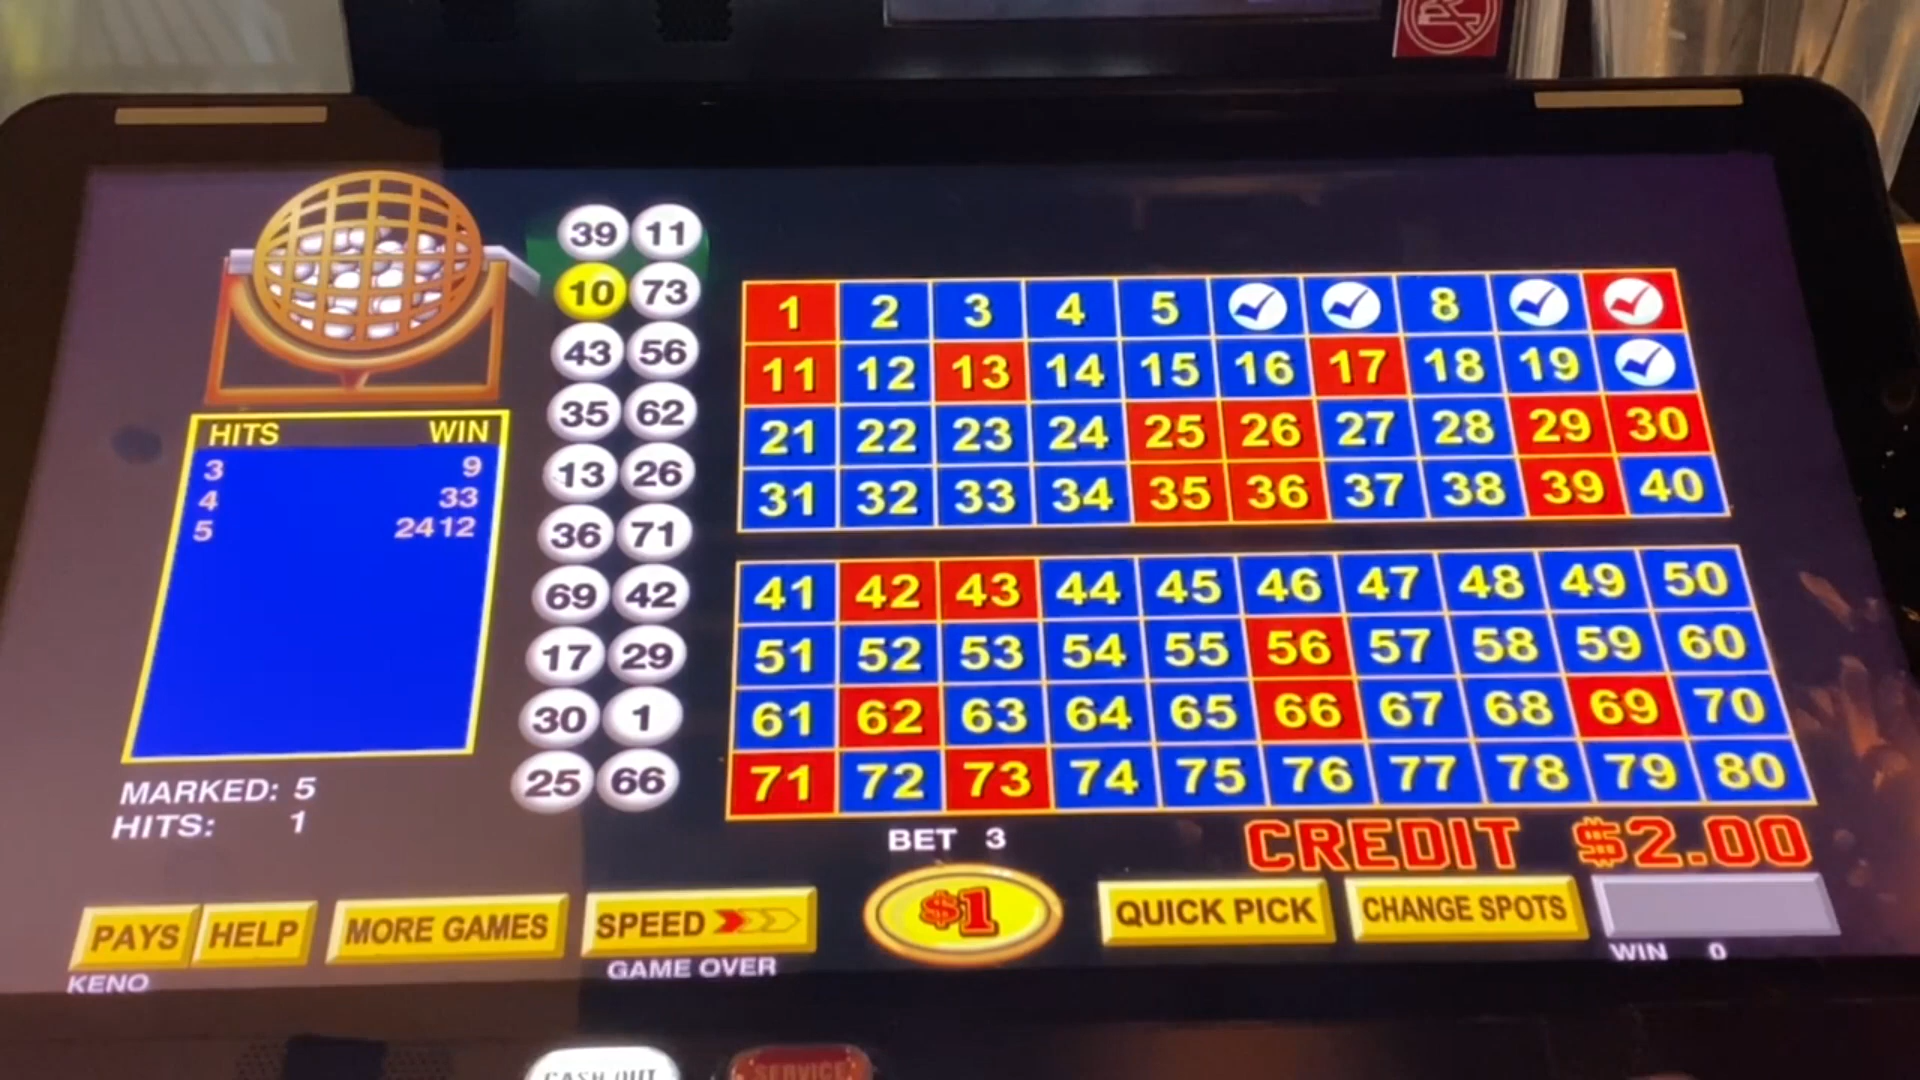 39 11
10 73
43 56
35 62
13 26
36 71
69 42
17 29
30 1
25 66
HITS WIN
3 9
4 33
5 2412
MARKED: 5
HITS: 1
1 2 3 4 5 8
11 12 13 14 15 16 17 18 19
21 22 23 24 25 26 27 28 29 30
31 32 33 34 35 36 37 38 39 40
41 42 43 44 45 46 47 48 49 50
51 52 53 54 55 56 57 58 59 60
61 62 63 64 65 66 67 68 69 70
71 72 73 74 75 76 77 78 79 80
BET 3
CREDIT $2.00
PAYS
HELP
MORE GAMES
SPEED
$1
QUICK PICK
CHANGE SPOTS
KENO
GAME OVER
WIN 0
CASH OUT
SERVICE